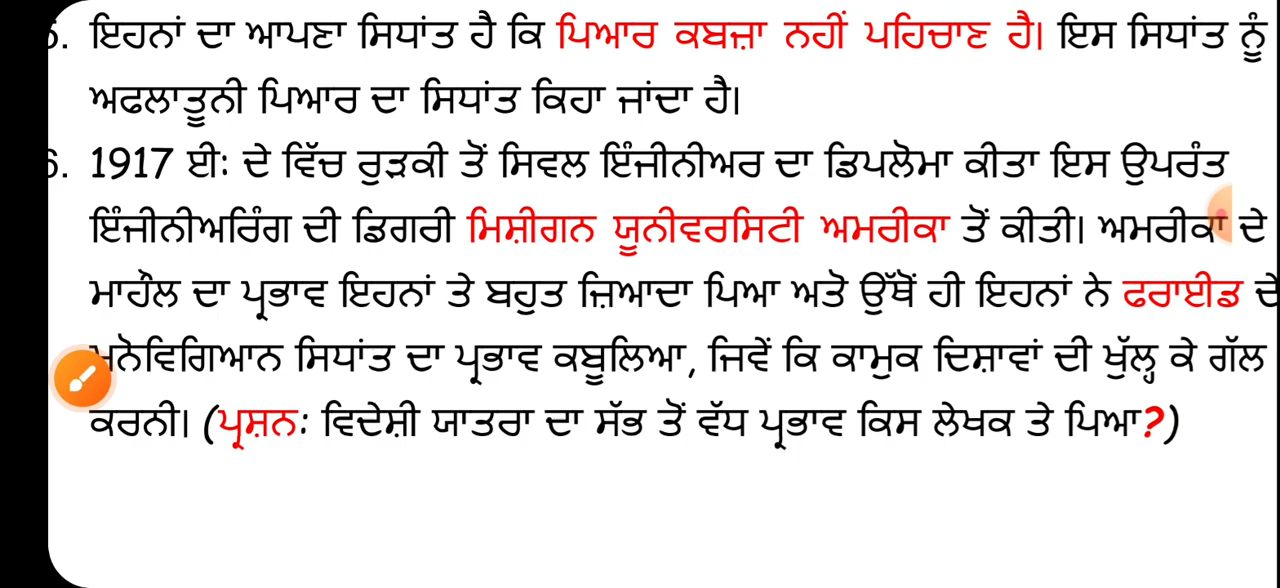 5. ਇਹਨਾਂ ਦਾ ਆਪਣਾ ਸਿਧਾਂਤ ਹੈ ਕਿ ਪਿਆਰ ਕਬਜ਼ਾ ਨਹੀਂ ਪਹਿਚਾਣ ਹੈ। ਇਸ ਸਿਧਾਂਤ ਨੂੰ
ਅਫਲਾਤੂਨੀ ਪਿਆਰ ਦਾ ਸਿਧਾਂਤ ਕਿਹਾ ਜਾਂਦਾ ਹੈ।
6. 1917 ਈ: ਦੇ ਵਿੱਚ ਰੁੜਕੀ ਤੋਂ ਸਿਵਲ ਇੰਜੀਨੀਅਰ ਦਾ ਡਿਪਲੋਮਾ ਕੀਤਾ ਇਸ ਉਪਰੰਤ
ਇੰਜੀਨੀਅਰਿੰਗ ਦੀ ਡਿਗਰੀ ਮਿਸ਼ੀਗਨ ਯੂਨੀਵਰਸਿਟੀ ਅਮਰੀਕਾ ਤੋਂ ਕੀਤੀ। ਅਮਰੀਕਾ ਦੇ
ਮਾਹੌਲ ਦਾ ਪ੍ਰਭਾਵ ਇਹਨਾਂ ਤੇ ਬਹੁਤ ਜ਼ਿਆਦਾ ਪਿਆ ਅਤੋ ਉੱਥੋਂ ਹੀ ਇਹਨਾਂ ਨੇ ਫਰਾਈਡ ਦੇ
ਮਨੋਵਿਗਿਆਨ ਸਿਧਾਂਤ ਦਾ ਪ੍ਰਭਾਵ ਕਬੂਲਿਆ, ਜਿਵੇਂ ਕਿ ਕਾਮੁਕ ਦਿਸ਼ਾਵਾਂ ਦੀ ਖੁੱਲ੍ਹ ਕੇ ਗੱਲ
ਕਰਨੀ। (ਪ੍ਰਸ਼ਨ: ਵਿਦੇਸ਼ੀ ਯਾਤਰਾ ਦਾ ਸੱਭ ਤੋਂ ਵੱਧ ਪ੍ਰਭਾਵ ਕਿਸ ਲੇਖਕ ਤੇ ਪਿਆ?)